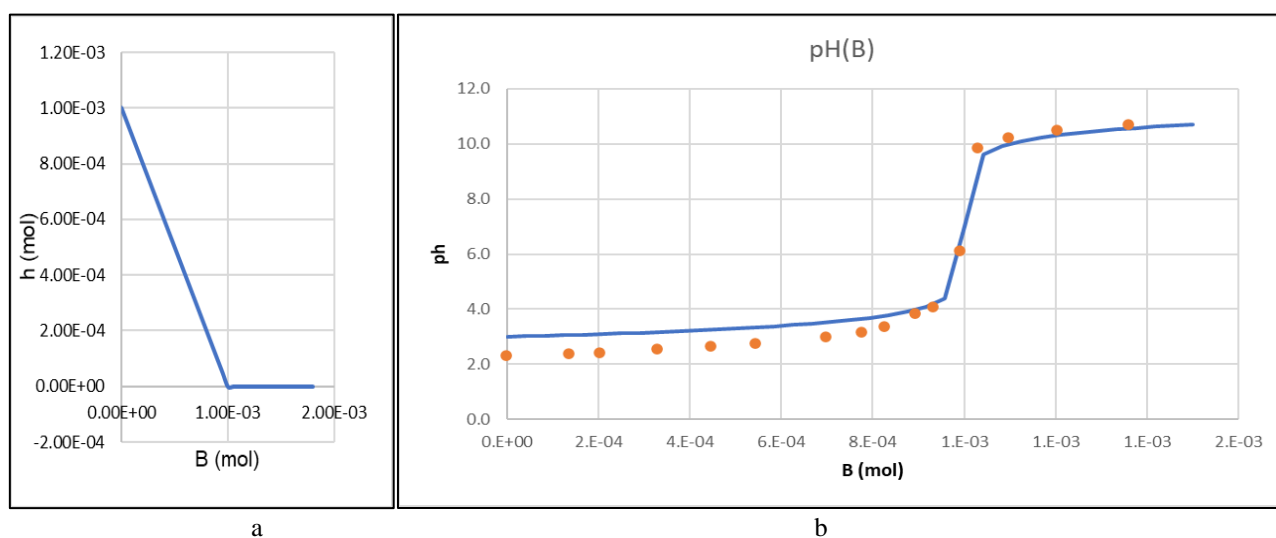 1.20E-03
1.00E-03
8.00E-04
6.00E-04
4.00E-04
2.00E-04
0.00E+00
-2.00E-04
h (mol)
0.00E+00 1.00E-03 2.00E-03
B (mol)
a
pH(B)
12.0
10.0
8.0
6.0
4.0
2.0
0.0
ph
0.E+00 2.E-04 4.E-04 6.E-04 8.E-04 1.E-03 1.E-03 1.E-03 2.E-03
B (mol)
b